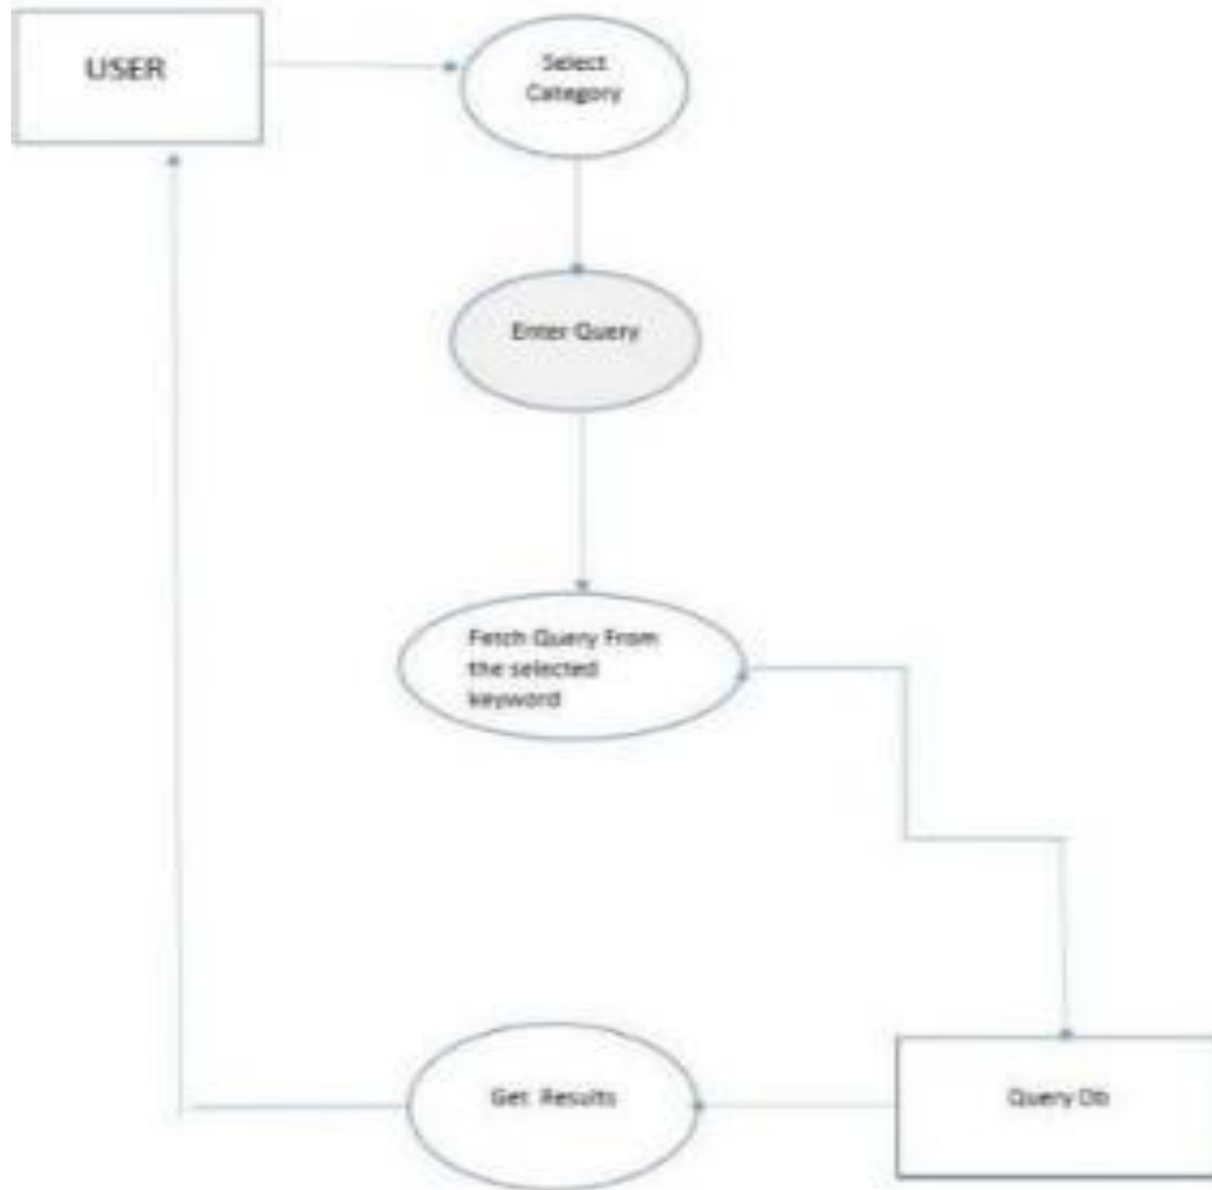 USER
Select
Category
Enter Query
Fetch Query From
the selected
keyword
Get Results
Query Db